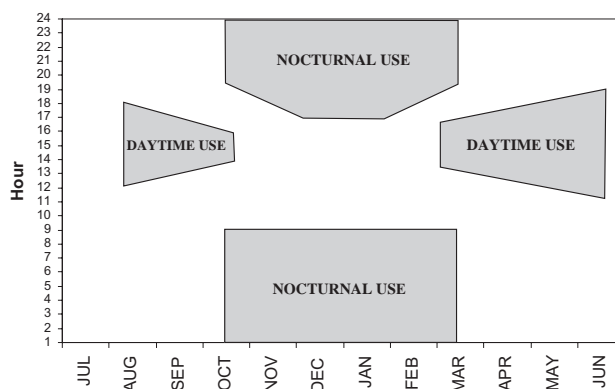 24
23
22
21
20
19
18
17
16
15
14
13
12
11
10
9
8
7
6
5
4
3
2
1
Hour
NOCTURNAL USE
DAYTIME USE
DAYTIME USE
NOCTURNAL USE
JUL
AUG
SEP
OCT
NOV
DEC
JAN
FEB
MAR
APR
MAY
JUN